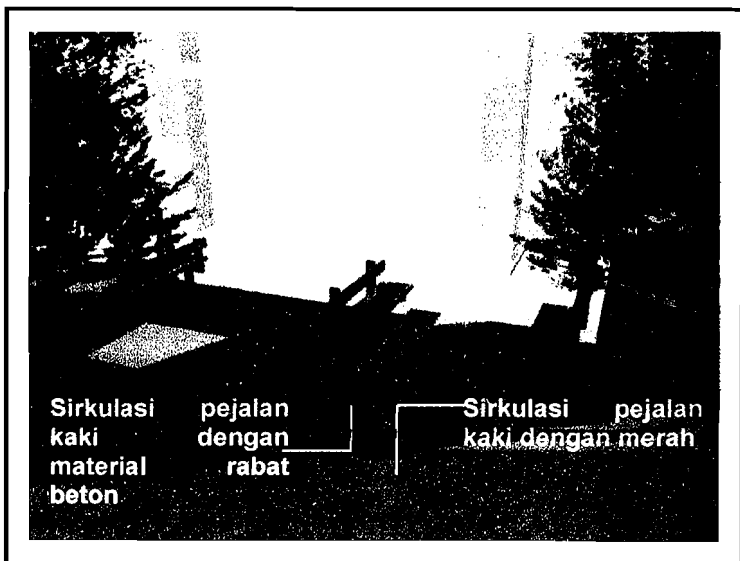 Sirkulasi pejalan
kaki dengan
material rabat
beton
Sirkulasi pejalan
kaki dengan merah